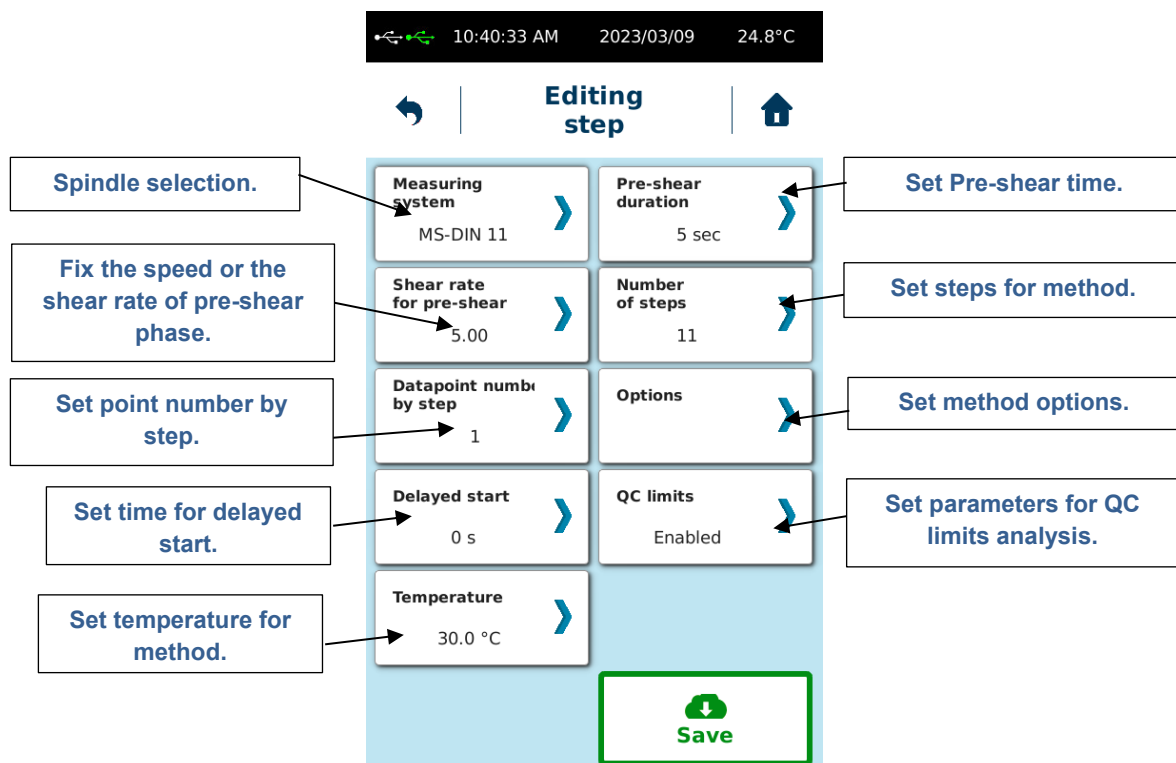 10:40:33 AM 2023/03/09 24.8°C
Editing
step
Spindle selection.
Measuring
system
MS-DIN 11
Pre-shear
duration
5 sec
Set Pre-shear time.
Fix the speed or the
shear rate of pre-shear
phase.
Shear rate
for pre-shear
5.00
Number
of steps
11
Set steps for method.
Set point number by
step.
Datapoint numbe
by step
1
Options
Set method options.
Set time for delayed
start.
Delayed start
0 s
QC limits
Enabled
Set parameters for QC
limits analysis.
Set temperature for
method.
Temperature
30.0 °C
Save